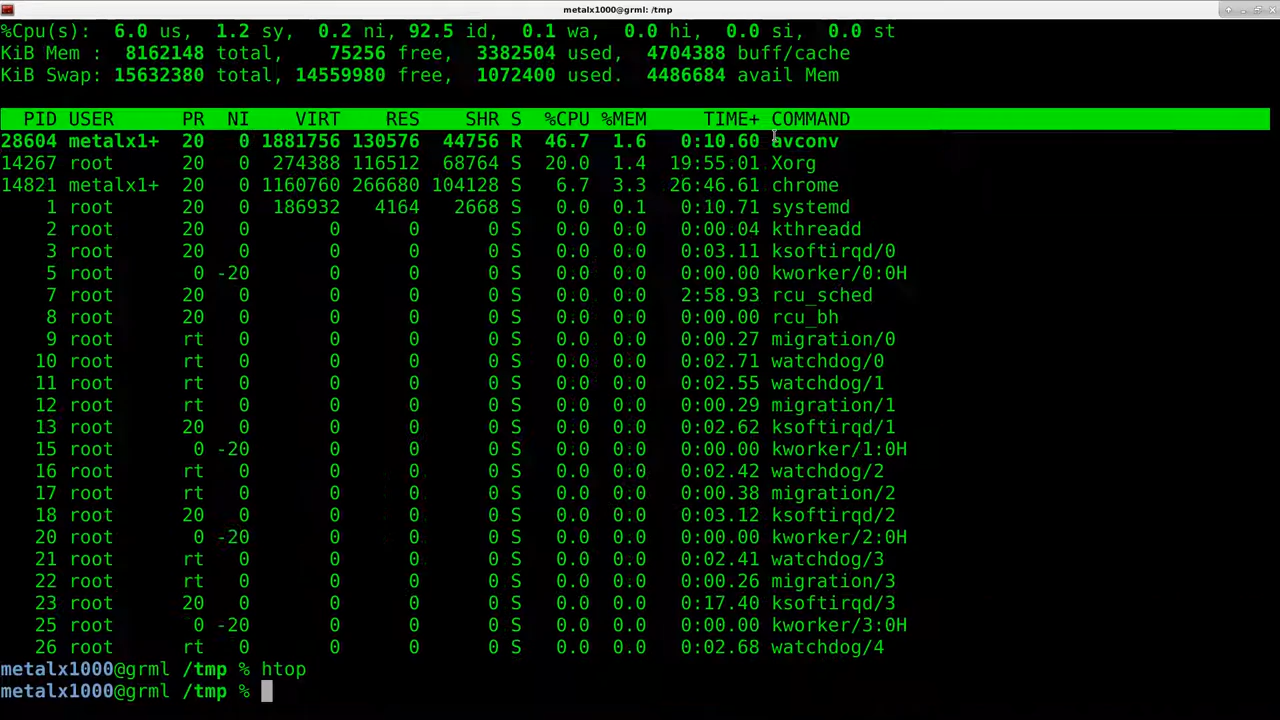 metalx1000@grml: /tmp
%Cpu(s):  6.0 us,  1.2 sy,  0.2 ni, 92.5 id,  0.1 wa,  0.0 hi,  0.0 si,  0.0 st
KiB Mem :  8162148 total,    75256 free,  3382504 used,  4704388 buff/cache
KiB Swap: 15632380 total, 14559980 free,  1072400 used.  4486684 avail Mem
PID USER PR NI VIRT RES SHR S %CPU %MEM TIME+ COMMAND
28604 metalx1+ 20 0 1881756 130576 44756 R 46.7 1.6 0:10.60 avconv
14267 root 20 0 274388 116512 68764 S 20.0 1.4 19:55.01 Xorg
14821 metalx1+ 20 0 1160760 266680 104128 S 6.7 3.3 26:46.61 chrome
1 root 20 0 186932 4164 2668 S 0.0 0.1 0:10.71 systemd
2 root 20 0 0 0 0 S 0.0 0.0 0:00.04 kthreadd
3 root 20 0 0 0 0 S 0.0 0.0 0:03.11 ksoftirqd/0
5 root 0 -20 0 0 0 S 0.0 0.0 0:00.00 kworker/0:0H
7 root 20 0 0 0 0 S 0.0 0.0 2:58.93 rcu_sched
8 root 20 0 0 0 0 S 0.0 0.0 0:00.00 rcu_bh
9 root rt 0 0 0 0 S 0.0 0.0 0:00.27 migration/0
10 root rt 0 0 0 0 S 0.0 0.0 0:02.71 watchdog/0
11 root rt 0 0 0 0 S 0.0 0.0 0:02.55 watchdog/1
12 root rt 0 0 0 0 S 0.0 0.0 0:00.29 migration/1
13 root 20 0 0 0 0 S 0.0 0.0 0:02.62 ksoftirqd/1
15 root 0 -20 0 0 0 S 0.0 0.0 0:00.00 kworker/1:0H
16 root rt 0 0 0 0 S 0.0 0.0 0:02.42 watchdog/2
17 root rt 0 0 0 0 S 0.0 0.0 0:00.38 migration/2
18 root 20 0 0 0 0 S 0.0 0.0 0:03.12 ksoftirqd/2
20 root 0 -20 0 0 0 S 0.0 0.0 0:00.00 kworker/2:0H
21 root rt 0 0 0 0 S 0.0 0.0 0:02.41 watchdog/3
22 root rt 0 0 0 0 S 0.0 0.0 0:00.26 migration/3
23 root 20 0 0 0 0 S 0.0 0.0 0:17.40 ksoftirqd/3
25 root 0 -20 0 0 0 S 0.0 0.0 0:00.00 kworker/3:0H
26 root rt 0 0 0 0 S 0.0 0.0 0:02.68 watchdog/4
metalx1000@grml /tmp % htop
metalx1000@grml /tmp %